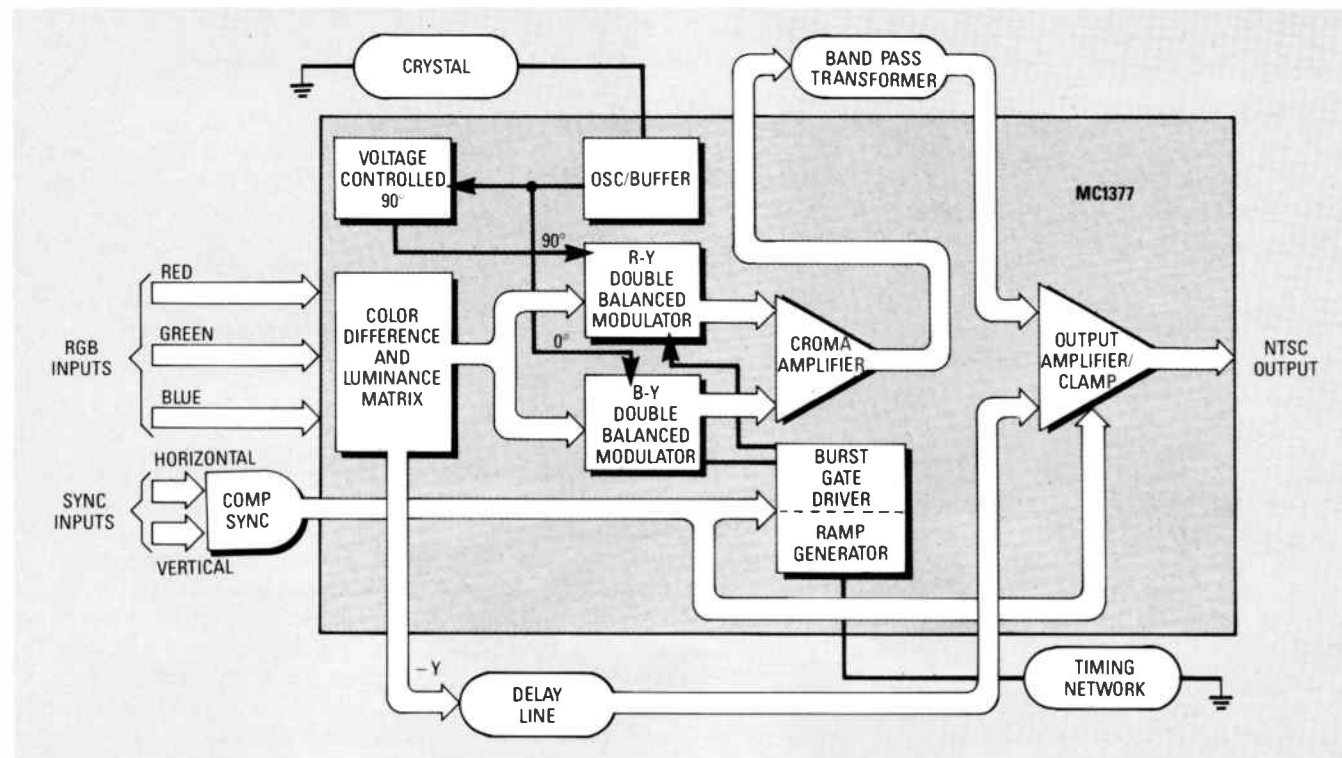 CRYSTAL
BAND PASS
TRANSFORMER
VOLTAGE
CONTROLLED
90°
OSC/BUFFER
MC1377
90°
RED
GREEN
BLUE
RGB
INPUTS
COLOR
DIFFERENCE
AND
LUMINANCE
MATRIX
R-Y
DOUBLE
BALANCED
MODULATOR
0°
B-Y
DOUBLE
BALANCED
MODULATOR
CROMA
AMPLIFIER
OUTPUT
AMPLIFIER/
CLAMP
NTSC
OUTPUT
HORIZONTAL
SYNC
INPUTS
COMP
SYNC
VERTICAL
BURST
GATE
DRIVER
RAMP
GENERATOR
-Y
DELAY
LINE
TIMING
NETWORK